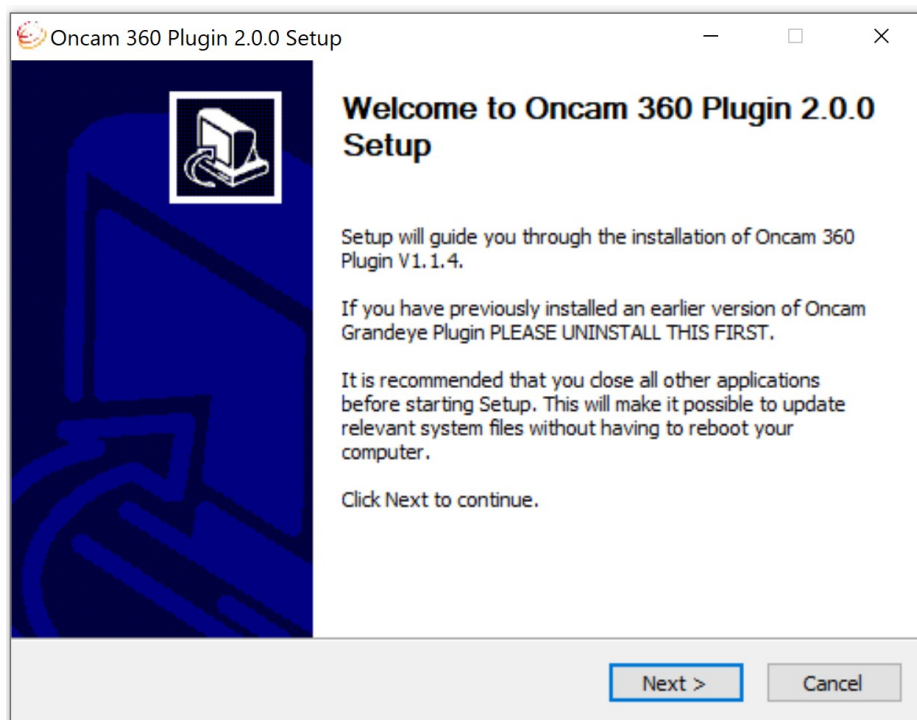 Oncam 360 Plugin 2.0.0 Setup
Welcome to Oncam 360 Plugin 2.0.0
Setup
Setup will guide you through the installation of Oncam 360
Plugin V1.1.4.
If you have previously installed an earlier version of Oncam
Grandeye Plugin PLEASE UNINSTALL THIS FIRST.
It is recommended that you close all other applications
before starting Setup. This will make it possible to update
relevant system files without having to reboot your
computer.
Click Next to continue.
Next >
Cancel